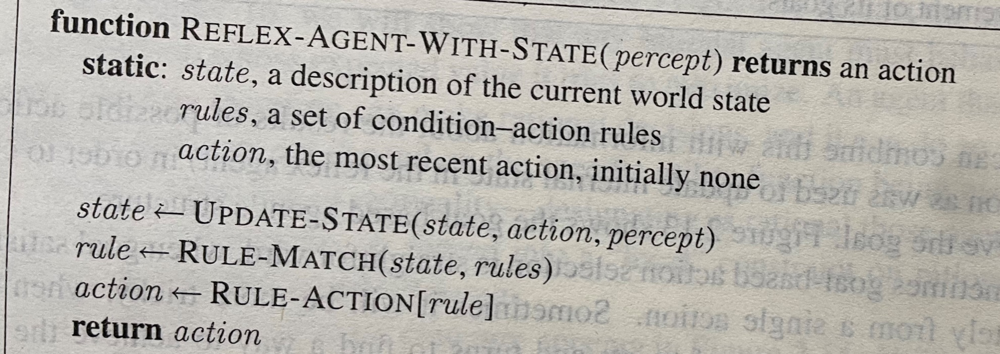 function REFLEX-AGENT-WITH-STATE(percept) returns an action
static: state, a description of the current world state
rules, a set of condition–action rules
action, the most recent action, initially none
state ← UPDATE-STATE(state, action, percept)
rule ← RULE-MATCH(state, rules)
action ← RULE-ACTION[rule]
return action